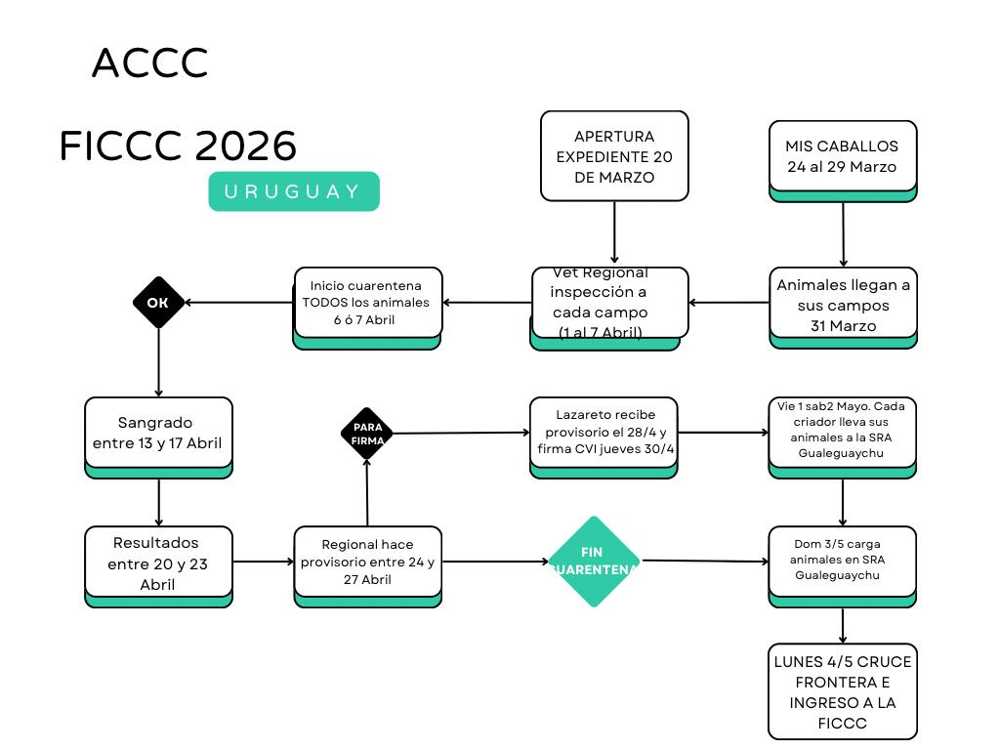 ACCC
FICCC 2026
URUGUAY
APERTURA
EXPEDIENTE 20
DE MARZO
MIS CABALLOS
24 al 29 Marzo
OK
Inicio cuarentena
TODOS los animales
6 ó 7 Abril
Vet Regional
inspección a
cada campo
(1 al 7 Abril)
Animales llegan a
sus campos
31 Marzo
Sangrado
entre 13 y 17 Abril
PARA
FIRMA
Lazareto recibe
provisorio el 28/4 y
firma CVI jueves 30/4
Vie 1 sab2 Mayo. Cada
criador lleva sus
animales a la SRA
Gualeguaychu
Resultados
entre 20 y 23
Abril
Regional hace
provisorio entre 24 y
27 Abril
FIN
CUARENTENA
Dom 3/5 carga
animales en SRA
Gualeguaychu
LUNES 4/5 CRUCE
FRONTERA E
INGRESO A LA
FICCC